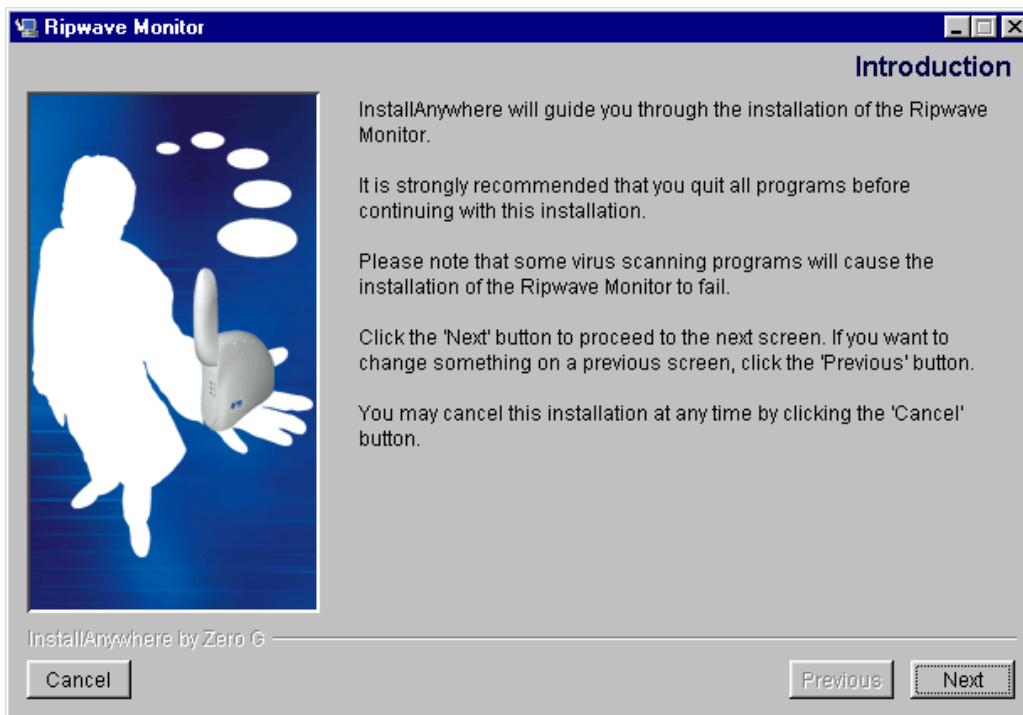 Ripwave Monitor
Introduction
InstallAnywhere will guide you through the installation of the Ripwave
Monitor.
It is strongly recommended that you quit all programs before
continuing with this installation.
Please note that some virus scanning programs will cause the
installation of the Ripwave Monitor to fail.
Click the 'Next' button to proceed to the next screen. If you want to
change something on a previous screen, click the 'Previous' button.
You may cancel this installation at any time by clicking the 'Cancel'
button.
InstallAnywhere by Zero G
Cancel
Previous
Next